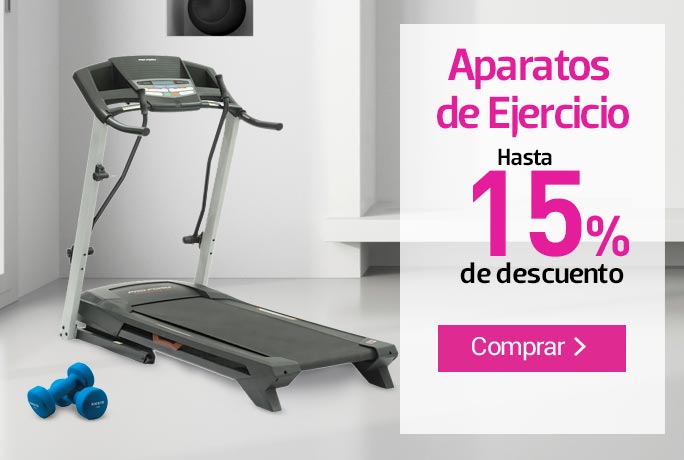 Aparatos
de Ejercicio
Hasta
15%
de descuento
Comprar >